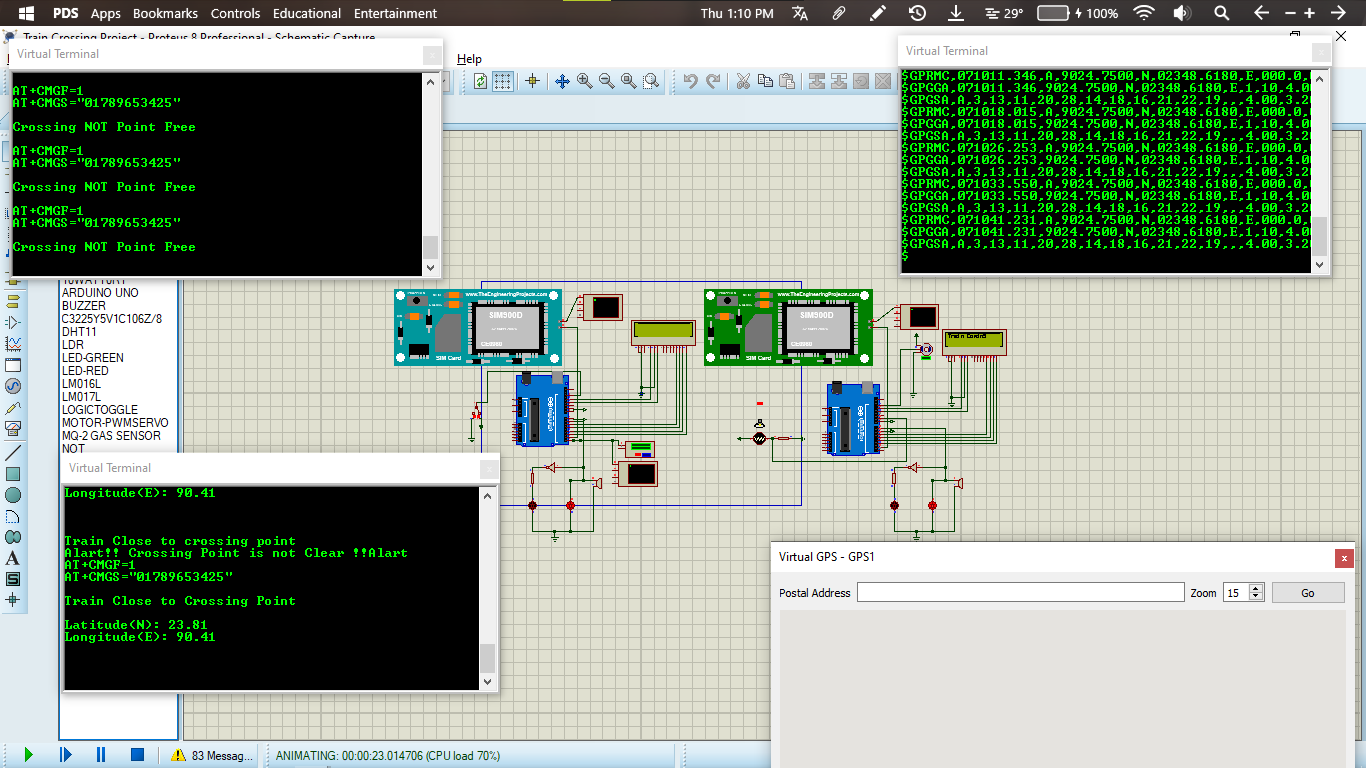 PDS Apps Bookmarks Controls Educational Entertainment
Thu 1:10 PM 29° 100%
Train Crossing Project - Proteus 8 Professional - Schematic Capture
Help
Virtual Terminal
AT+CMGF=1
AT+CMGS="01789653425"
Crossing NOT Point Free
AT+CMGF=1
AT+CMGS="01789653425"
Crossing NOT Point Free
AT+CMGF=1
AT+CMGS="01789653425"
Crossing NOT Point Free
Virtual Terminal
$GPRMC,071011.346,A,9024.7500,N,02348.6180,E,000.0,
$GPGGA,071011.346,9024.7500,N,02348.6180,E,1,10,4.00
$GPGSA,A,3,13,11,20,28,14,18,16,21,22,19,,,4.00,3.20
$GPRMC,071018.015,A,9024.7500,N,02348.6180,E,000.0,
$GPGGA,071018.015,9024.7500,N,02348.6180,E,1,10,4.00
$GPGSA,A,3,13,11,20,28,14,18,16,21,22,19,,,4.00,3.20
$GPRMC,071026.253,A,9024.7500,N,02348.6180,E,000.0,
$GPGGA,071026.253,9024.7500,N,02348.6180,E,1,10,4.00
$GPGSA,A,3,13,11,20,28,14,18,16,21,22,19,,,4.00,3.20
$GPRMC,071033.550,A,9024.7500,N,02348.6180,E,000.0,
$GPGGA,071033.550,9024.7500,N,02348.6180,E,1,10,4.00
$GPGSA,A,3,13,11,20,28,14,18,16,21,22,19,,,4.00,3.20
$GPRMC,071041.231,A,9024.7500,N,02348.6180,E,000.0,
$GPGGA,071041.231,9024.7500,N,02348.6180,E,1,10,4.00
$GPGSA,A,3,13,11,20,28,14,18,16,21,22,19,,,4.00,3.20
$
10WATT0R1
ARDUINO UNO
BUZZER
C3225Y5V1C106Z/8
DHT11
LDR
LED-GREEN
LED-RED
LM016L
LM017L
LOGICTOGGLE
MOTOR-PWMSERVO
MQ-2 GAS SENSOR
NOT
www.TheEngineeringProjects.com
SIM900D
SIM Card
www.TheEngineeringProjects.com
SIM900D
SIM Card
Virtual Terminal
Longitude(E): 90.41
Train Close to crossing point
Alart!! Crossing Point is not Clear !!Alart
AT+CMGF=1
AT+CMGS="01789653425"
Train Close to Crossing Point
Latitude(N): 23.81
Longitude(E): 90.41
Virtual GPS - GPS1
Postal Address Zoom 15 Go
83 Messag... ANIMATING: 00:00:23.014706 (CPU load 70%)